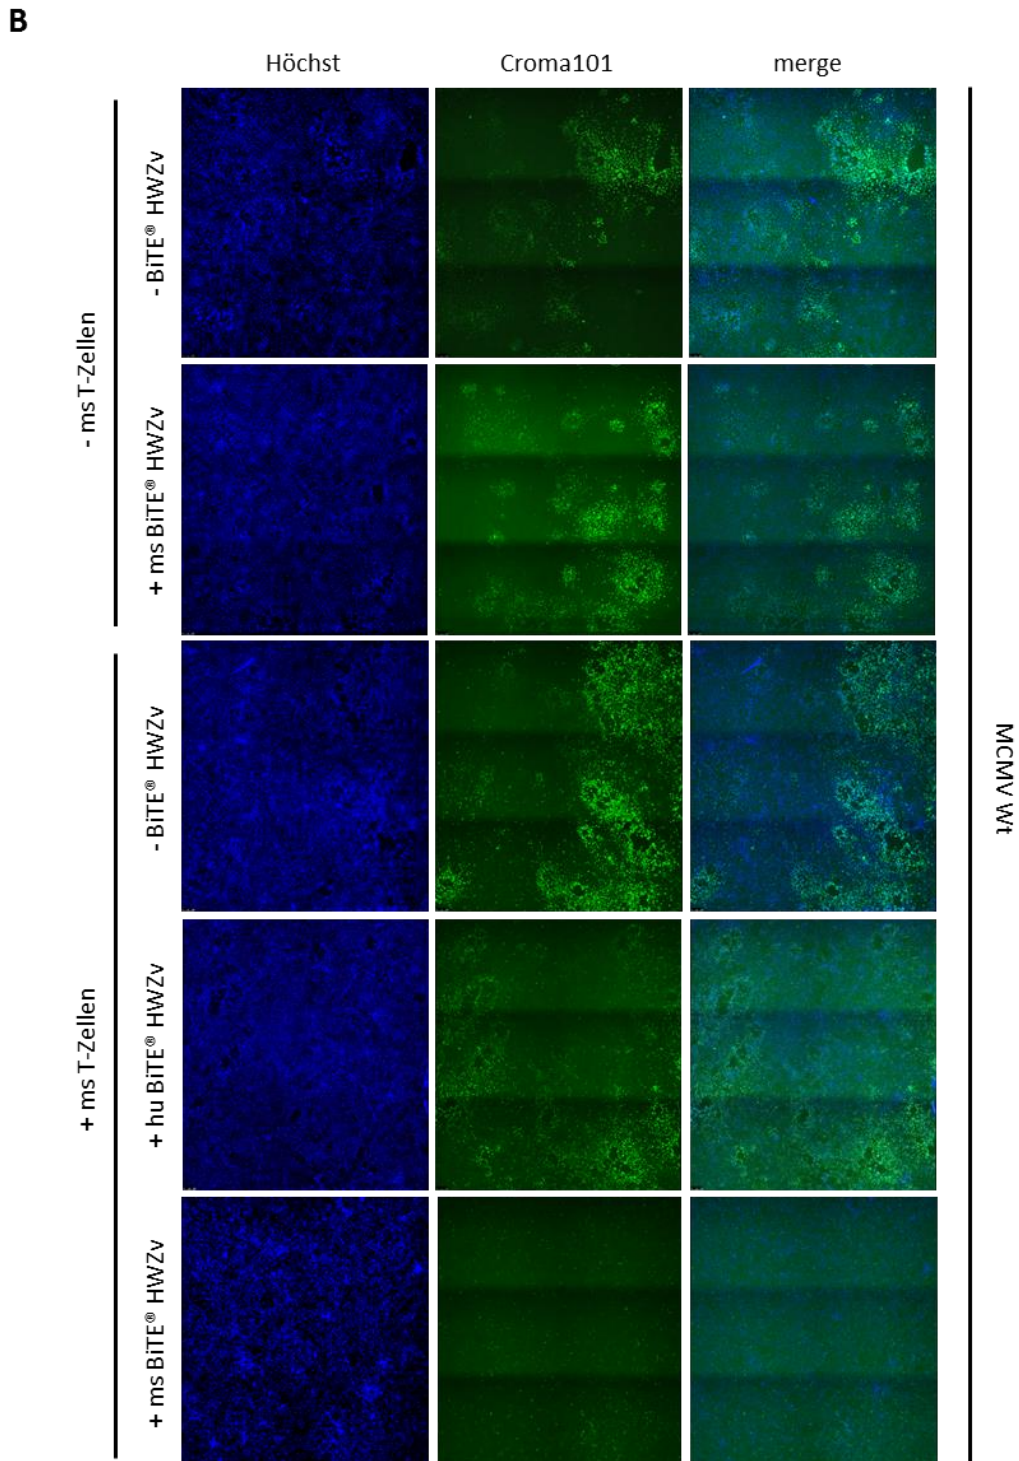 B
Höchst Croma101 merge
- ms T-Zellen
- BiTE® HWZv
+ ms BiTE® HWZv
+ ms T-Zellen
- BiTE® HWZv
+ hu BiTE® HWZv
+ ms BiTE® HWZv
MCMV Wt